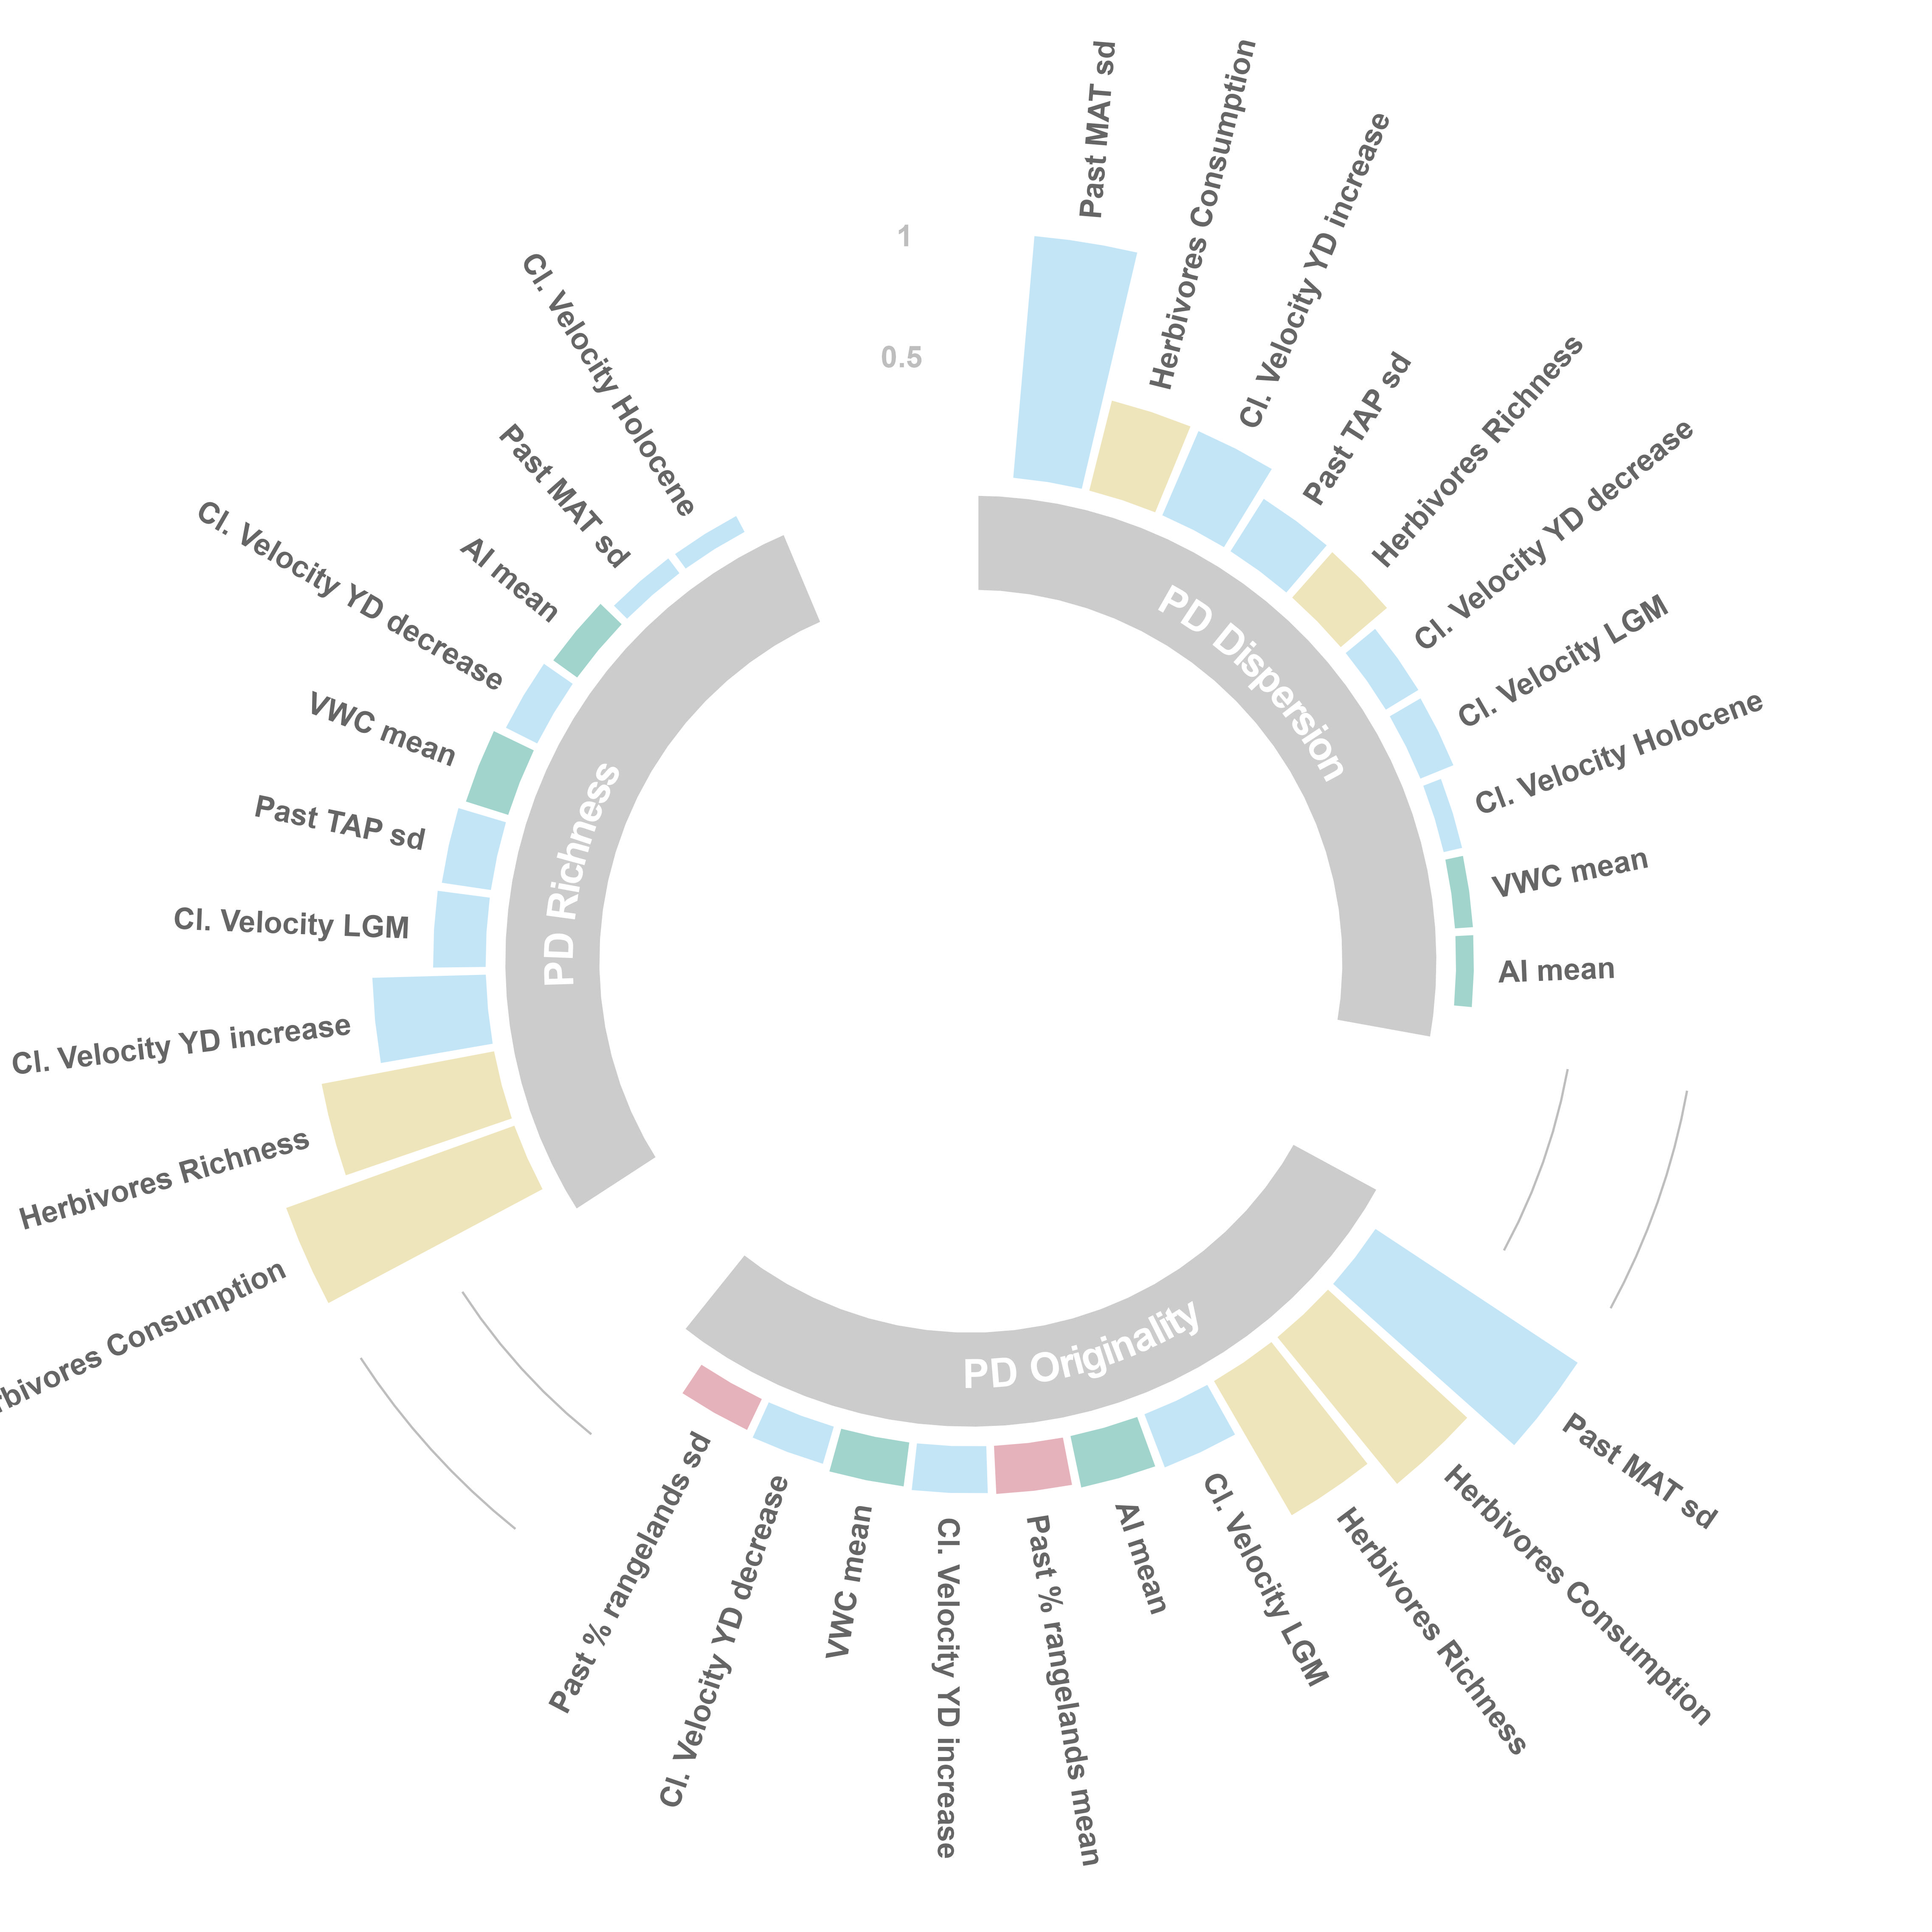 1
0.5
Past MAT sd
Herbivores Consumption
Cl. Velocity YD increase
Past TAP sd
Herbivores Richness
Cl. Velocity YD decrease
Cl. Velocity LGM
Cl. Velocity Holocene
VWC mean
AI mean
PD Dispersion
Past MAT sd
Herbivores Consumption
Herbivores Richness
Cl. Velocity LGM
AI mean
Past % rangelands mean
Cl. Velocity YD increase
VWC mean
Cl. Velocity YD decrease
Past % rangelands sd
PD Originality
rbivores Consumption
Herbivores Richness
Cl. Velocity YD increase
Cl. Velocity LGM
Past TAP sd
VWC mean
Cl. Velocity YD decrease
AI mean
Past MAT sd
Cl. Velocity Holocene
PD Richness